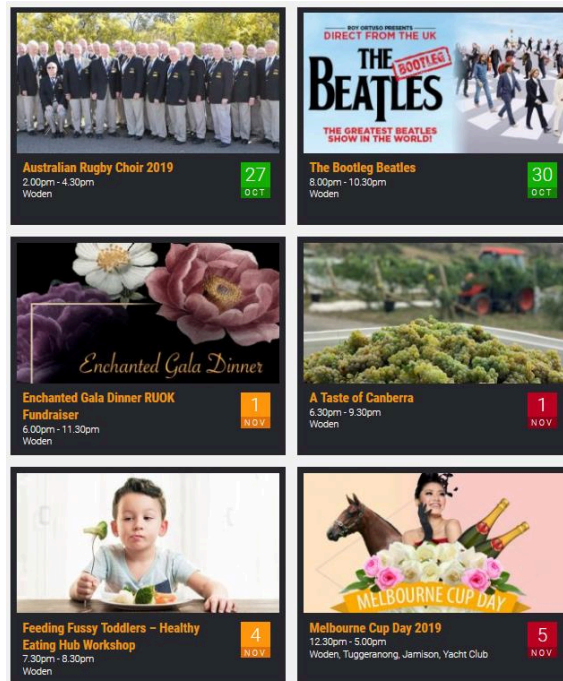 Australian Rugby Choir 2019
2.00pm - 4.30pm
Woden
27
OCT
ROY ORTUSO PRESENTS
DIRECT FROM THE UK
THE
BOOTLEG
BEATLES
THE GREATEST BEATLES
SHOW IN THE WORLD!
The Bootleg Beatles
8.00pm - 10.30pm
Woden
30
OCT
Enchanted Gala Dinner
Enchanted Gala Dinner RUOK
Fundraiser
6.00pm - 11.30pm
Woden
1
NOV
A Taste of Canberra
6.30pm - 9.30pm
Woden
1
NOV
Feeding Fussy Toddlers – Healthy
Eating Hub Workshop
7.30pm - 8.30pm
Woden
4
NOV
MELBOURNE CUP DAY
Melbourne Cup Day 2019
12.30pm - 5.00pm
Woden, Tuggeranong, Jamison, Yacht Club
5
NOV